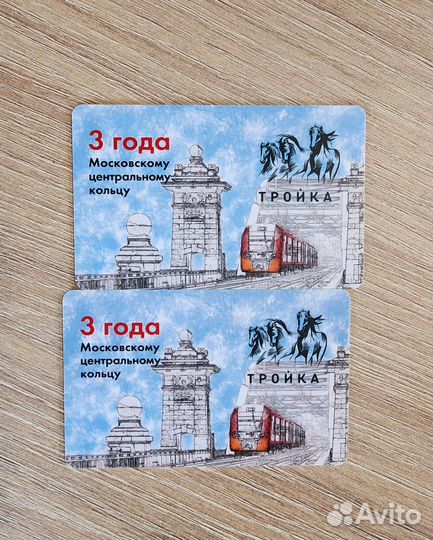 3 года
Московскому
центральному
кольцу
ТРОЙКА
3 года
Московскому
центральному
кольцу
ТРОЙКА
Avito